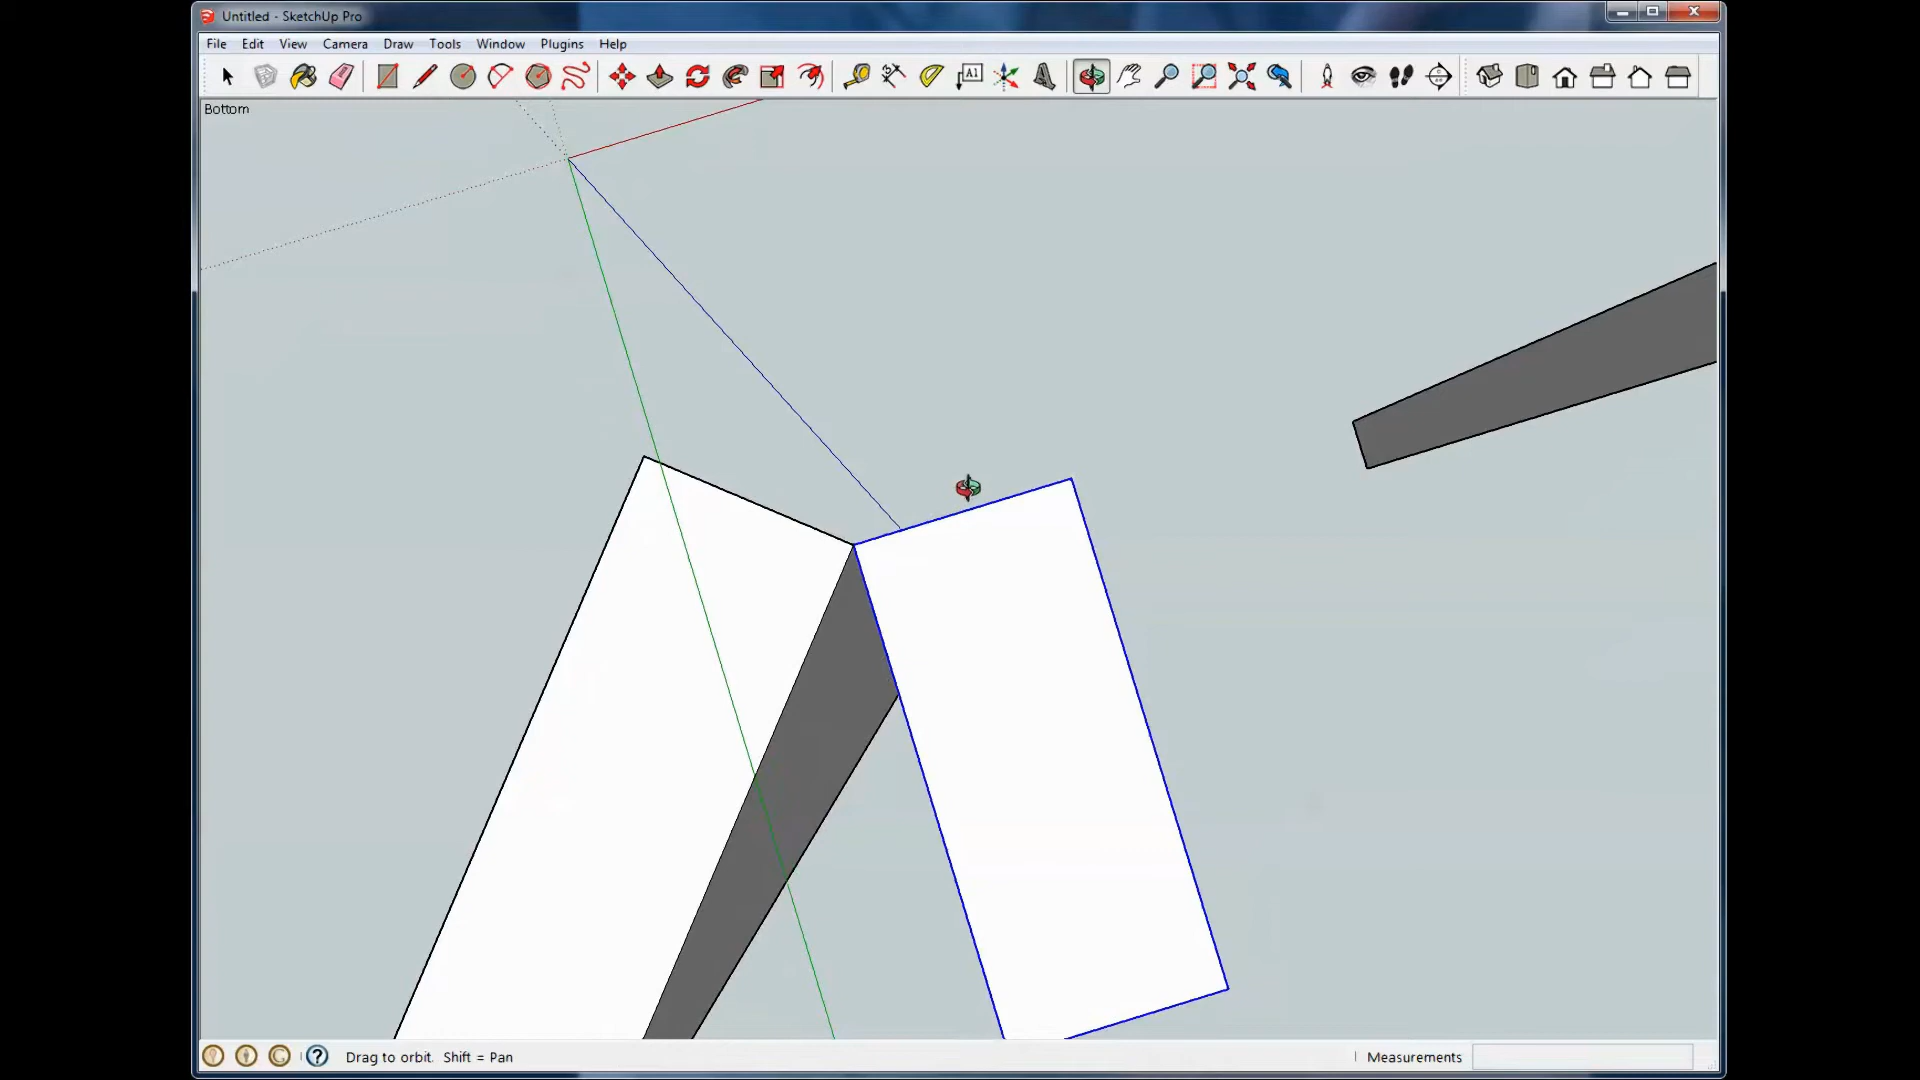 Untitled - SketchUp Pro
File Edit View Camera Draw Tools Window Plugins Help
A1
Bottom
Drag to orbit. Shift = Pan
Measurements